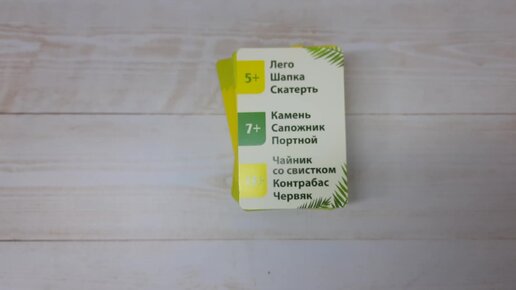 5+
Лего
Шапка
Скатерть
7+
Камень
Сапожник
Портной
Чайник
со свистком
Контрабас
Червяк